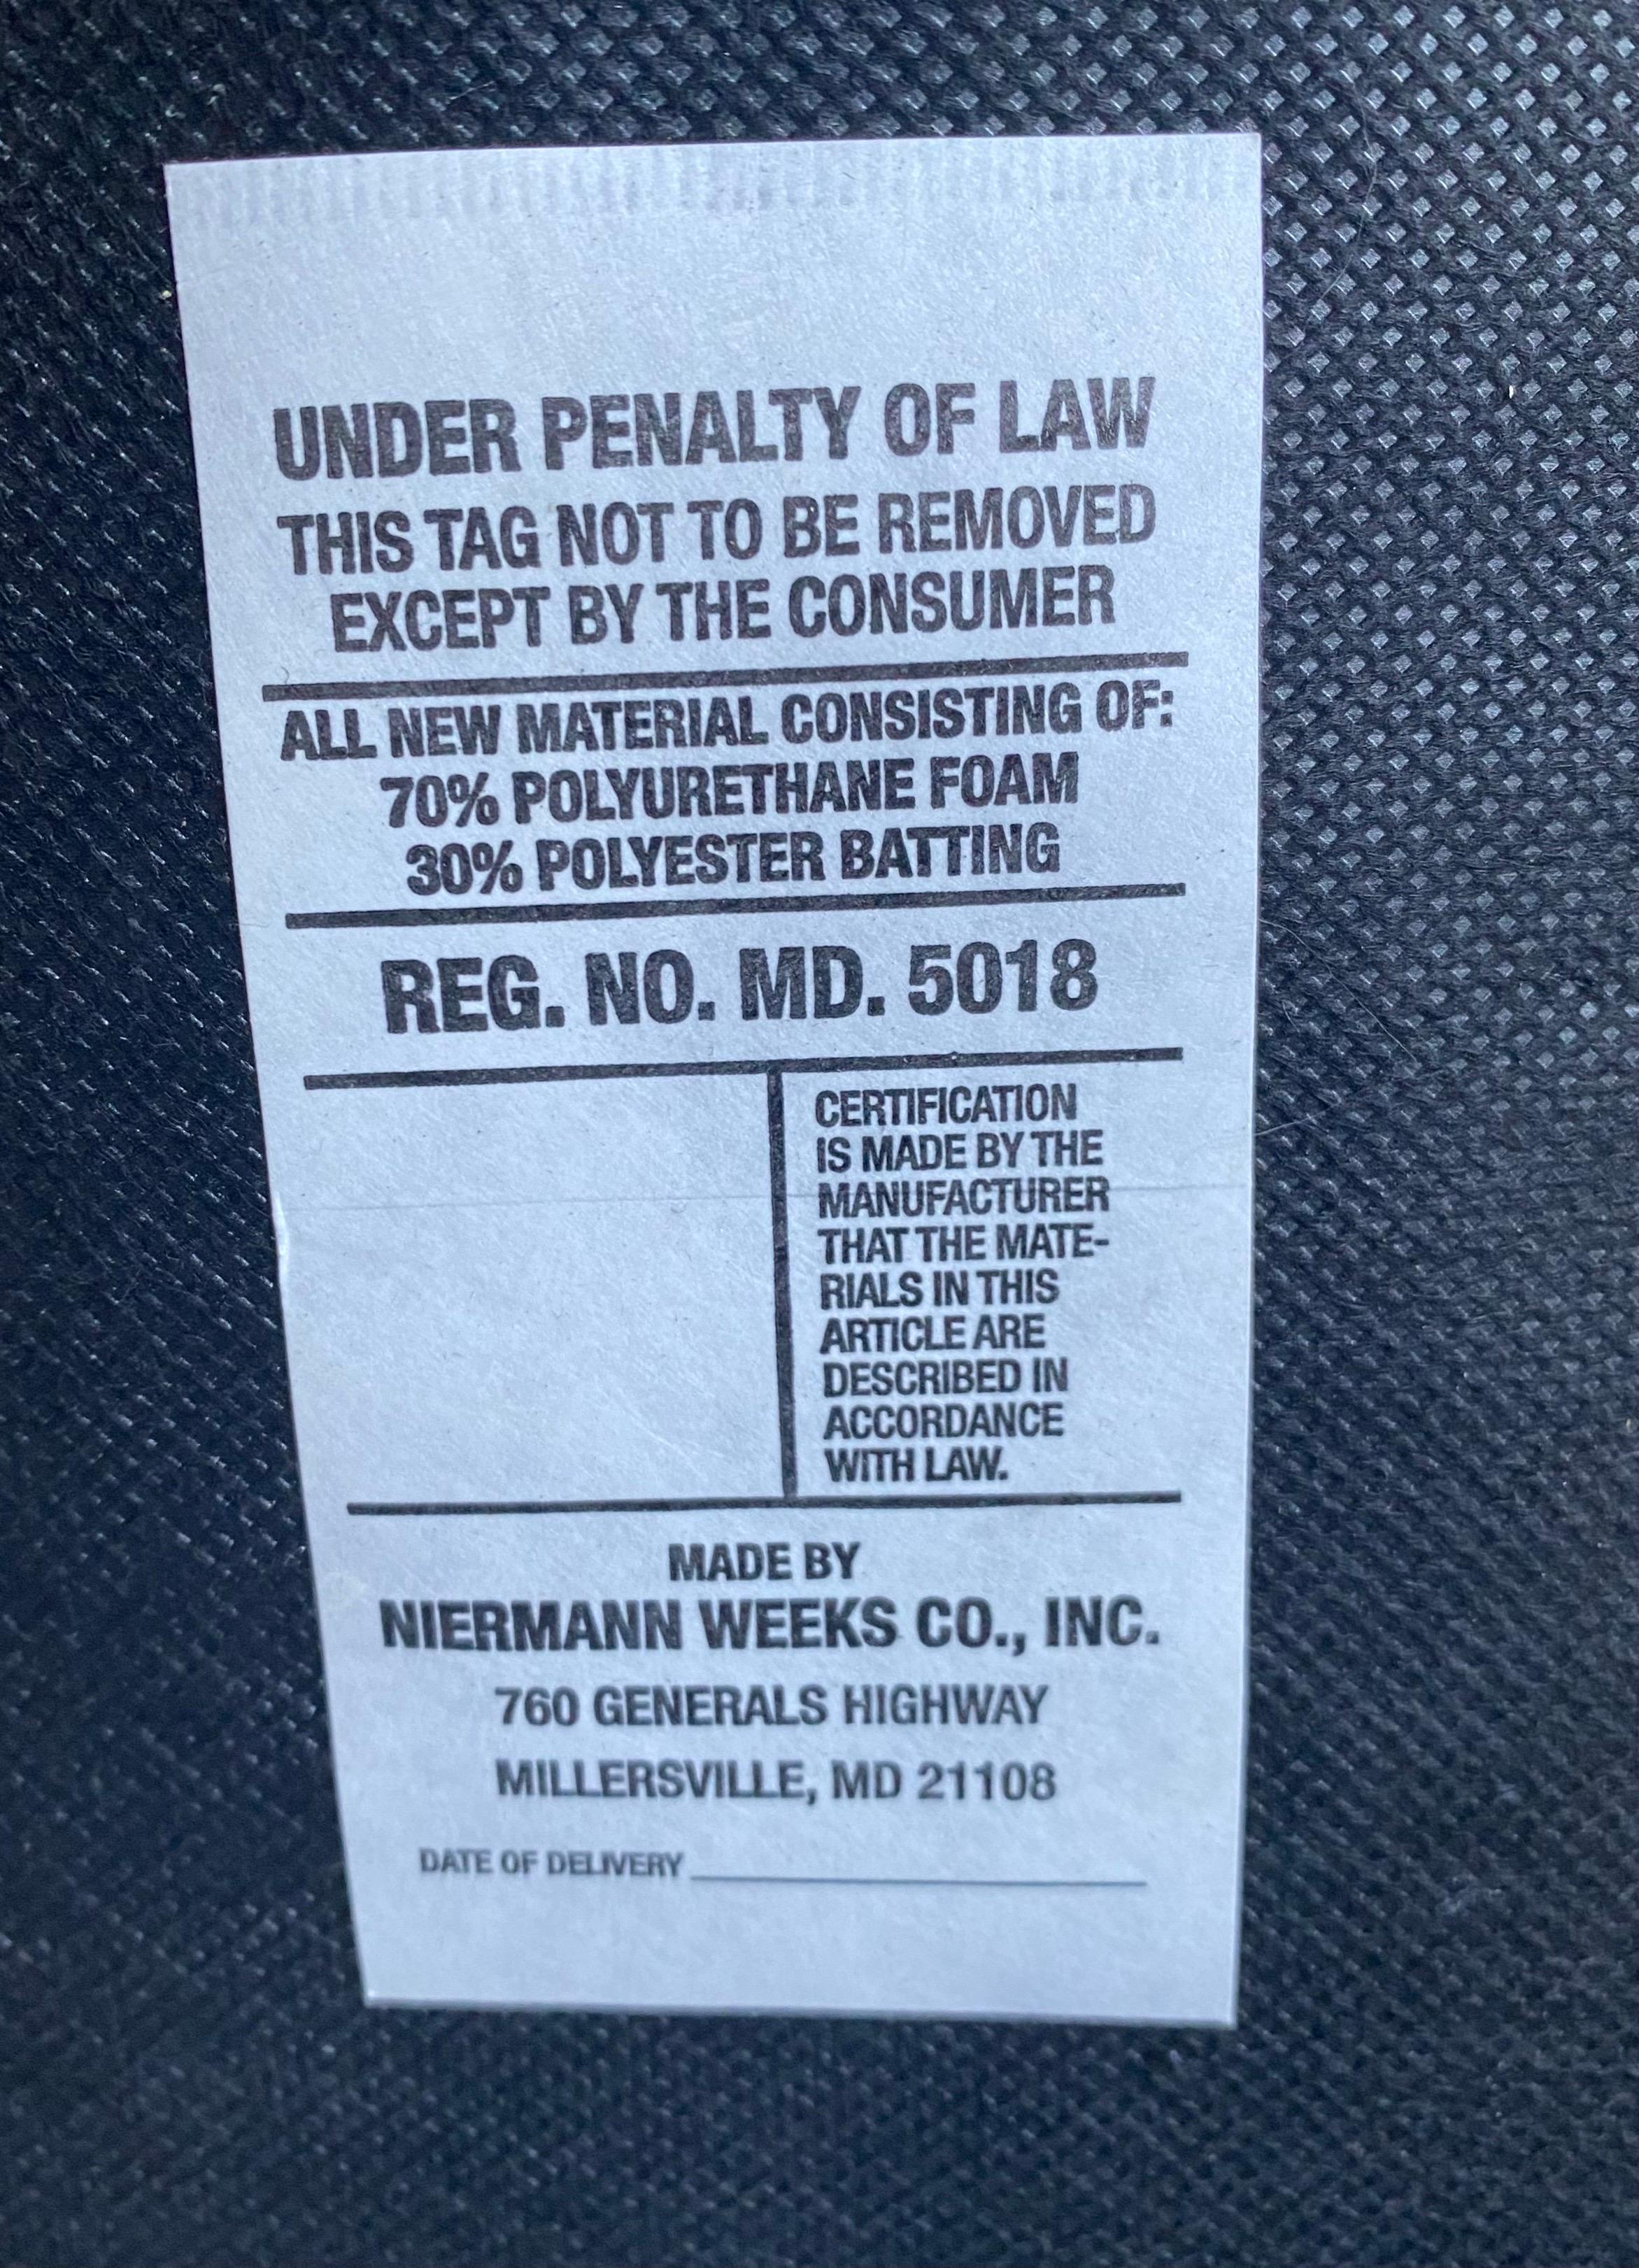 UNDER PENALTY OF LAW
THIS TAG NOT TO BE REMOVED
EXCEPT BY THE CONSUMER
ALL NEW MATERIAL CONSISTING OF:
70% POLYURETHANE FOAM
30% POLYESTER BATTING
REG. NO. MD. 5018
CERTIFICATION
IS MADE BY THE
MANUFACTURER
THAT THE MATE-
RIALS IN THIS
ARTICLE ARE
DESCRIBED IN
ACCORDANCE
WITH LAW.
MADE BY
NIERMANN WEEKS CO., INC.
760 GENERALS HIGHWAY
MILLERSVILLE, MD 21108
DATE OF DELIVERY